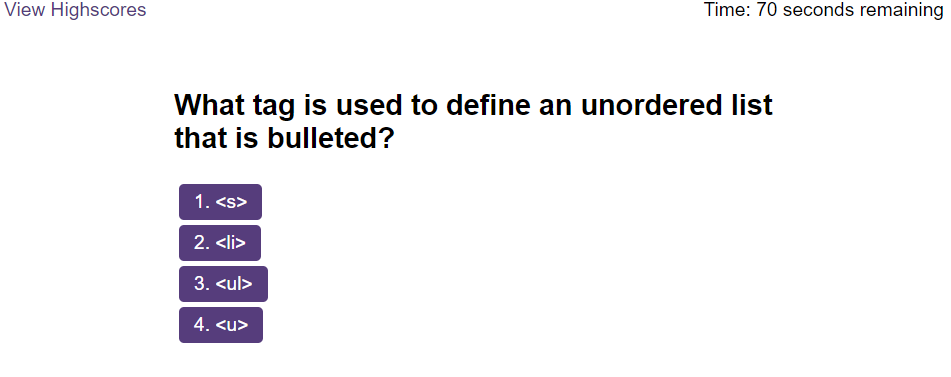 View Highscores
Time: 70 seconds remaining
What tag is used to define an unordered list
that is bulleted?
1. <s>
2. <li>
3. <ul>
4. <u>